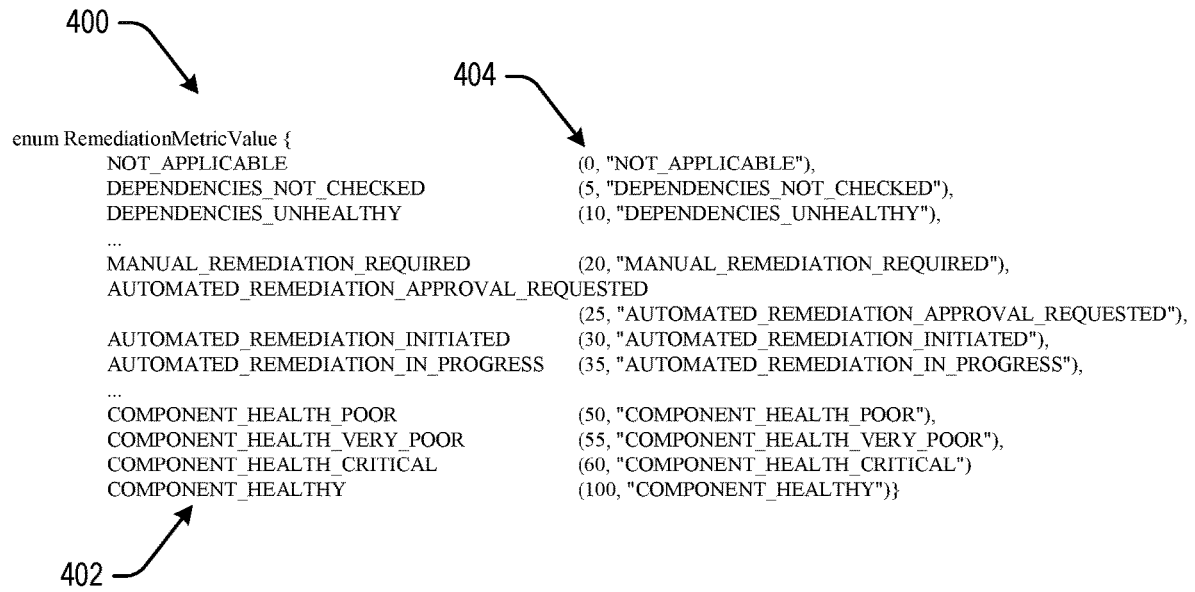 400
404
enum RemediationMetricValue {
NOT_APPLICABLE (0, "NOT_APPLICABLE"),
DEPENDENCIES_NOT_CHECKED (5, "DEPENDENCIES_NOT_CHECKED"),
DEPENDENCIES_UNHEALTHY (10, "DEPENDENCIES_UNHEALTHY"),
...
MANUAL_REMEDIATION_REQUIRED (20, "MANUAL_REMEDIATION_REQUIRED"),
AUTOMATED_REMEDIATION_APPROVAL_REQUESTED
(25, "AUTOMATED_REMEDIATION_APPROVAL_REQUESTED"),
AUTOMATED_REMEDIATION_INITIATED (30, "AUTOMATED_REMEDIATION_INITIATED"),
AUTOMATED_REMEDIATION_IN_PROGRESS (35, "AUTOMATED_REMEDIATION_IN_PROGRESS"),
...
COMPONENT_HEALTH_POOR (50, "COMPONENT_HEALTH_POOR"),
COMPONENT_HEALTH_VERY_POOR (55, "COMPONENT_HEALTH_VERY_POOR"),
COMPONENT_HEALTH_CRITICAL (60, "COMPONENT_HEALTH_CRITICAL")
COMPONENT_HEALTHY (100, "COMPONENT_HEALTHY")}
402